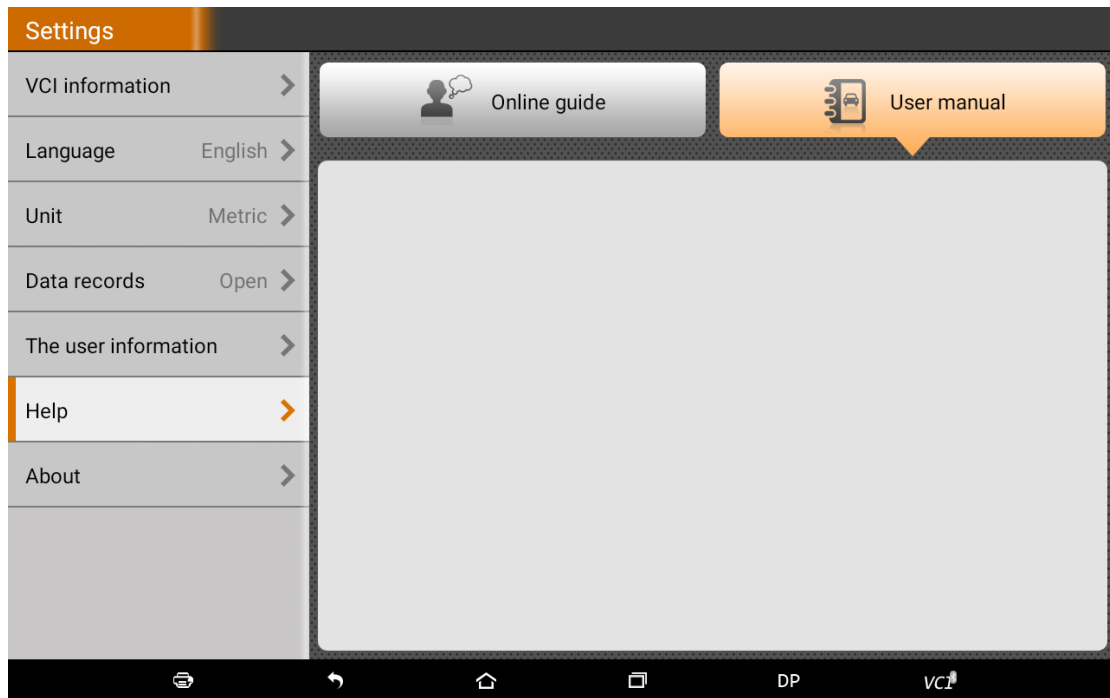 Settings
VCI information
Language English
Unit Metric
Data records Open
The user information
Help
About
Online guide
User manual
DP
VCI